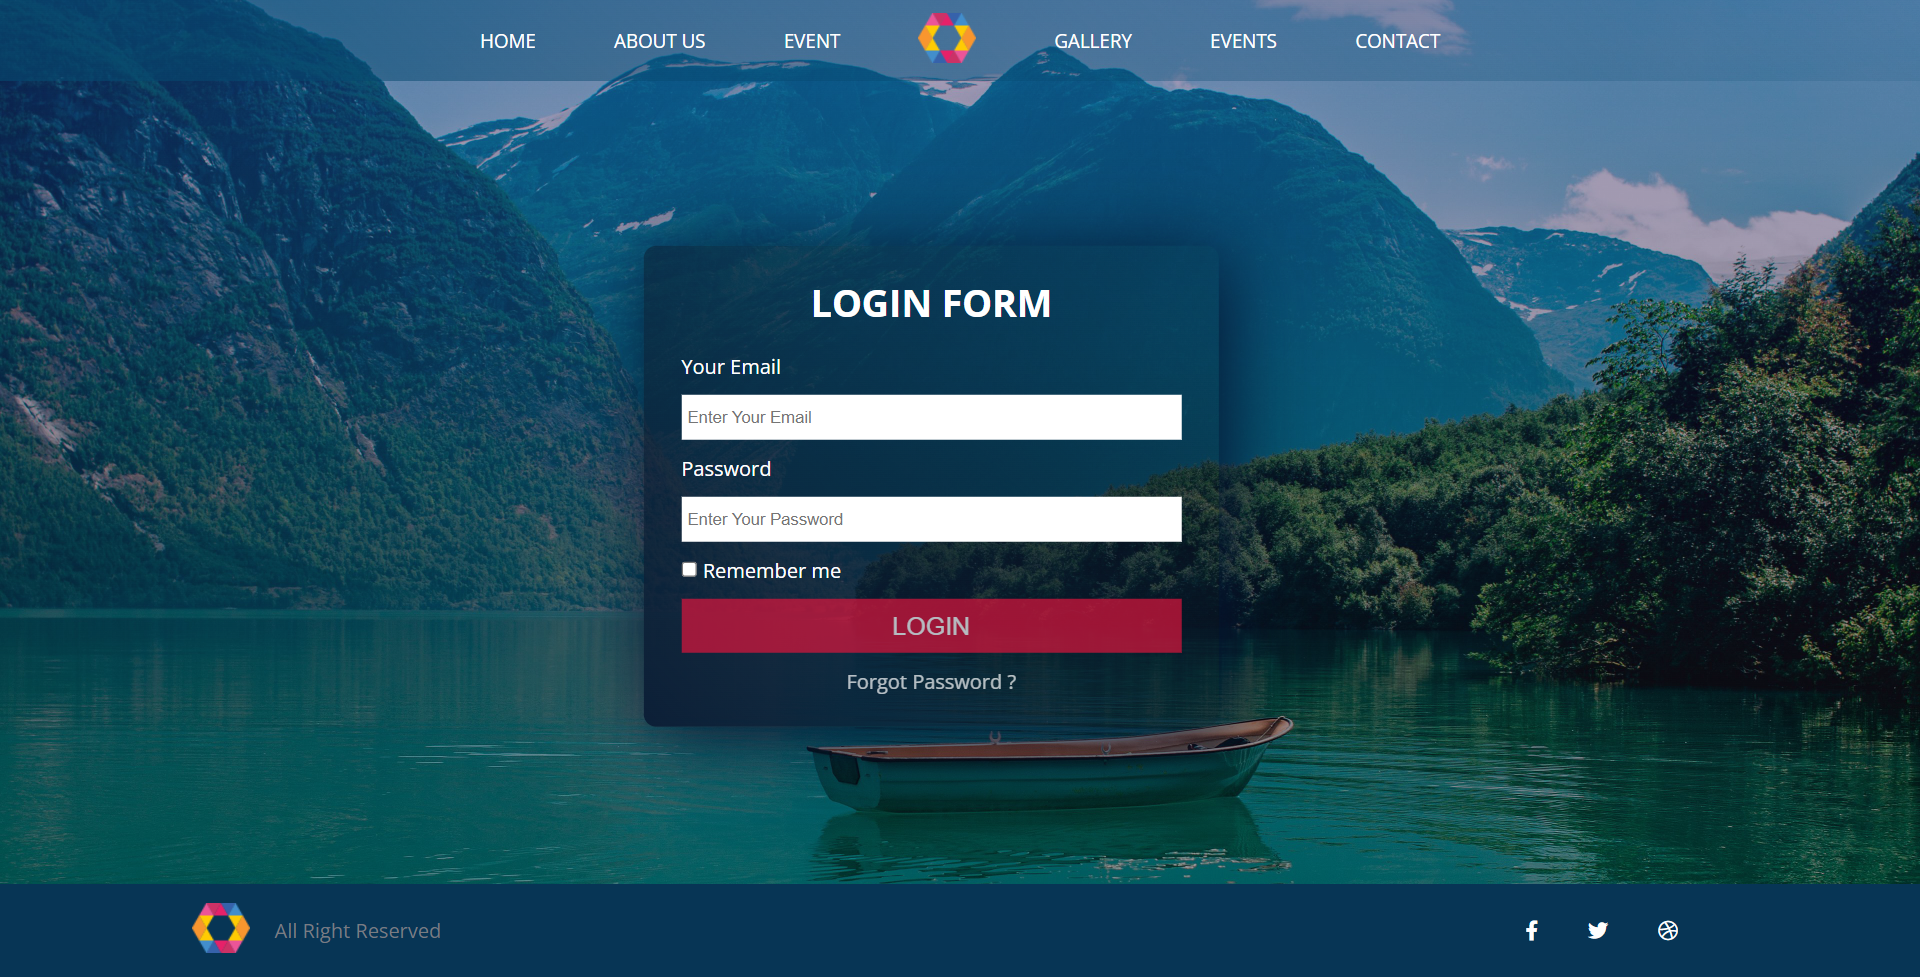 HOME ABOUT US EVENT GALLERY EVENTS CONTACT
LOGIN FORM
Your Email
Enter Your Email
Password
Enter Your Password
Remember me
LOGIN
Forgot Password ?
All Right Reserved